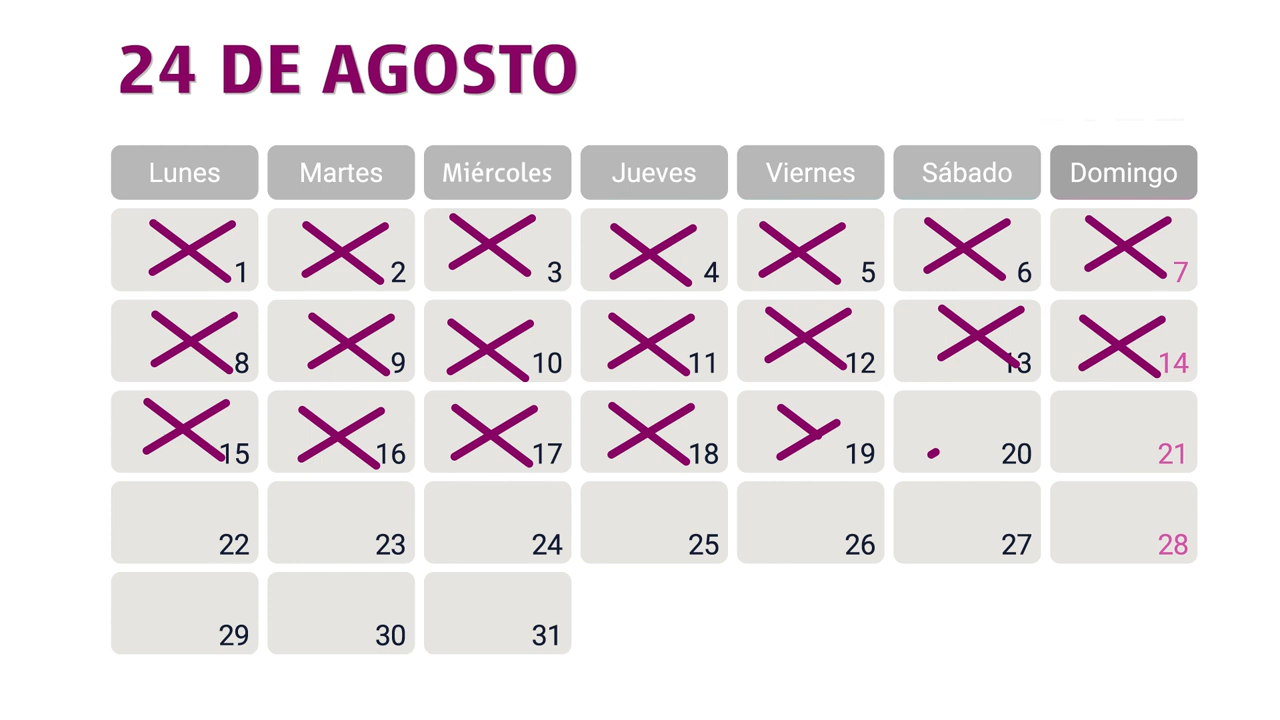 24 DE AGOSTO
Lunes Martes Miércoles Jueves Viernes Sábado Domingo
1 2 3 4 5 6 7
8 9 10 11 12 13 14
15 16 17 18 19 20 21
22 23 24 25 26 27 28
29 30 31